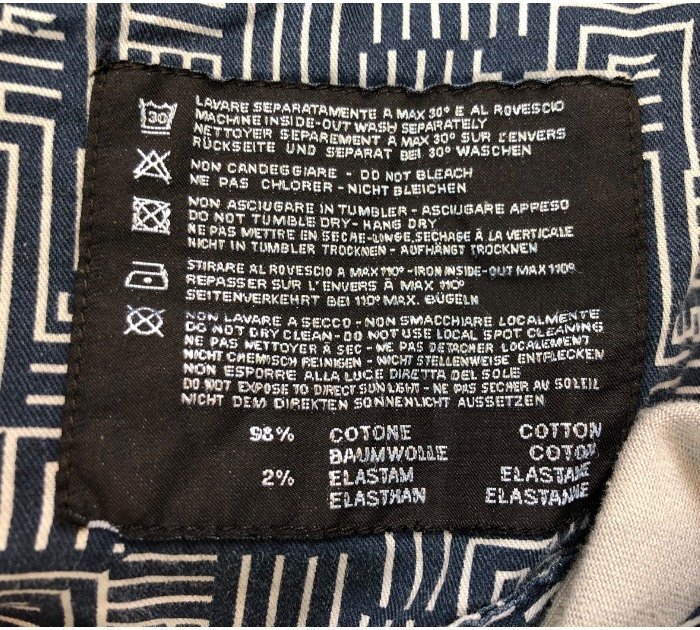 30
LAVARE SEPARATAMENTE A MAX 30° E AL ROVESCIO
MACHINE INSIDE-OUT WASH SEPARATELY
NETTOYER SEPAREMENT A MAX 30° SUR L'ENVERS
RÜCKSEITE UND SEPARAT BEI 30° WASCHEN
NON CANDEGGIARE - DO NOT BLEACH
NE PAS CHLORER - NICHT BLEICHEN
NON ASCIUGARE IN TUMBLER - ASCIUGARE APPESO
DO NOT TUMBLE DRY - HANG DRY
NE PAS METTRE EN SECHE-LINGE, SECHAGE À LA VERTICALE
NICHT IN TUMBLER TROCKNEN - AUFHÄNGT TROCKNEN
STIRARE AL ROVESCIO A MAX 110° - IRON INSIDE-OUT MAX 110°
REPASSER SUR L'ENVERS À MAX 110°
SEITENVERKEHRT BEI 110° MAX. BÜGELN
NON LAVARE A SECCO - NON SMACCHIARE LOCALMENTE
DO NOT DRY CLEAN - DO NOT USE LOCAL SPOT CLEANING
NE PAS NETTOYER À SEC - NE PAS DETACHER LOCALEMENT
NICHT CHEMISCH REINIGEN - NICHT STELLENWEISE ENTFLECKEN
NON ESPORRE ALLA LUCE DIRETTA DEL SOLE
DO NOT EXPOSE TO DIRECT SUN LIGHT - NE PAS SECHER AU SOLEIL
NICHT DEM DIREKTEN SONNENLICHT AUSSETZEN
98% COTONE COTTON
BAUMWOLLE COTON
2% ELASTAM ELASTANE
ELASTHAN ELASTANNE